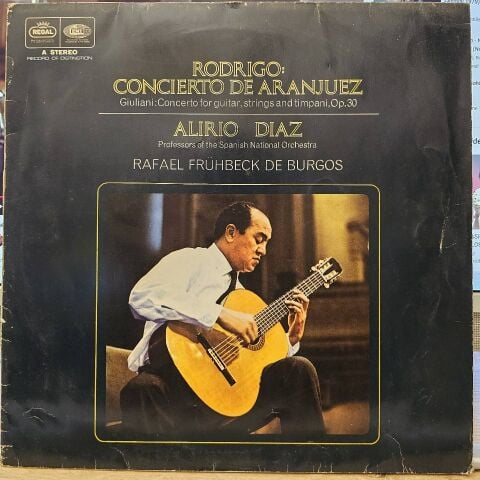 REGAL
EMI
A STEREO
RECORD OF DISTINCTION
RODRIGO:
CONCIERTO DE ARANJUEZ
Giuliani: Concerto for guitar, strings and timpani, Op.30
ALIRIO DIAZ
Professors of the Spanish National Orchestra
RAFAEL FRÜHBECK DE BURGOS